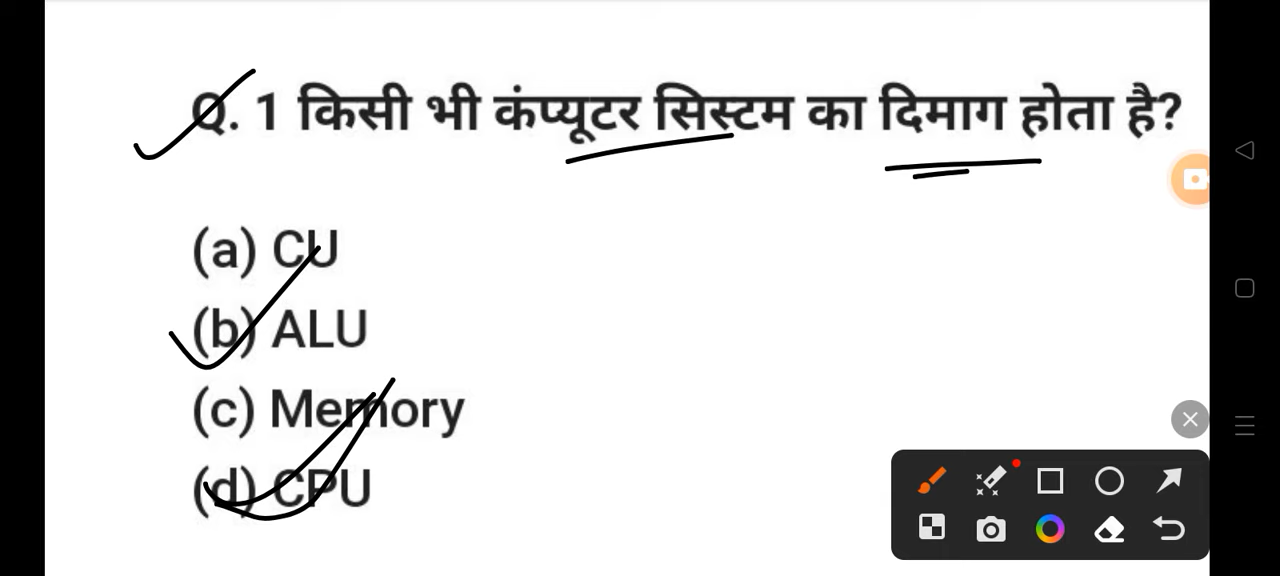 Q. 1 किसी भी कंप्यूटर सिस्टम का दिमाग होता है?
(a) CU
(b) ALU
(c) Memory
(d) CPU